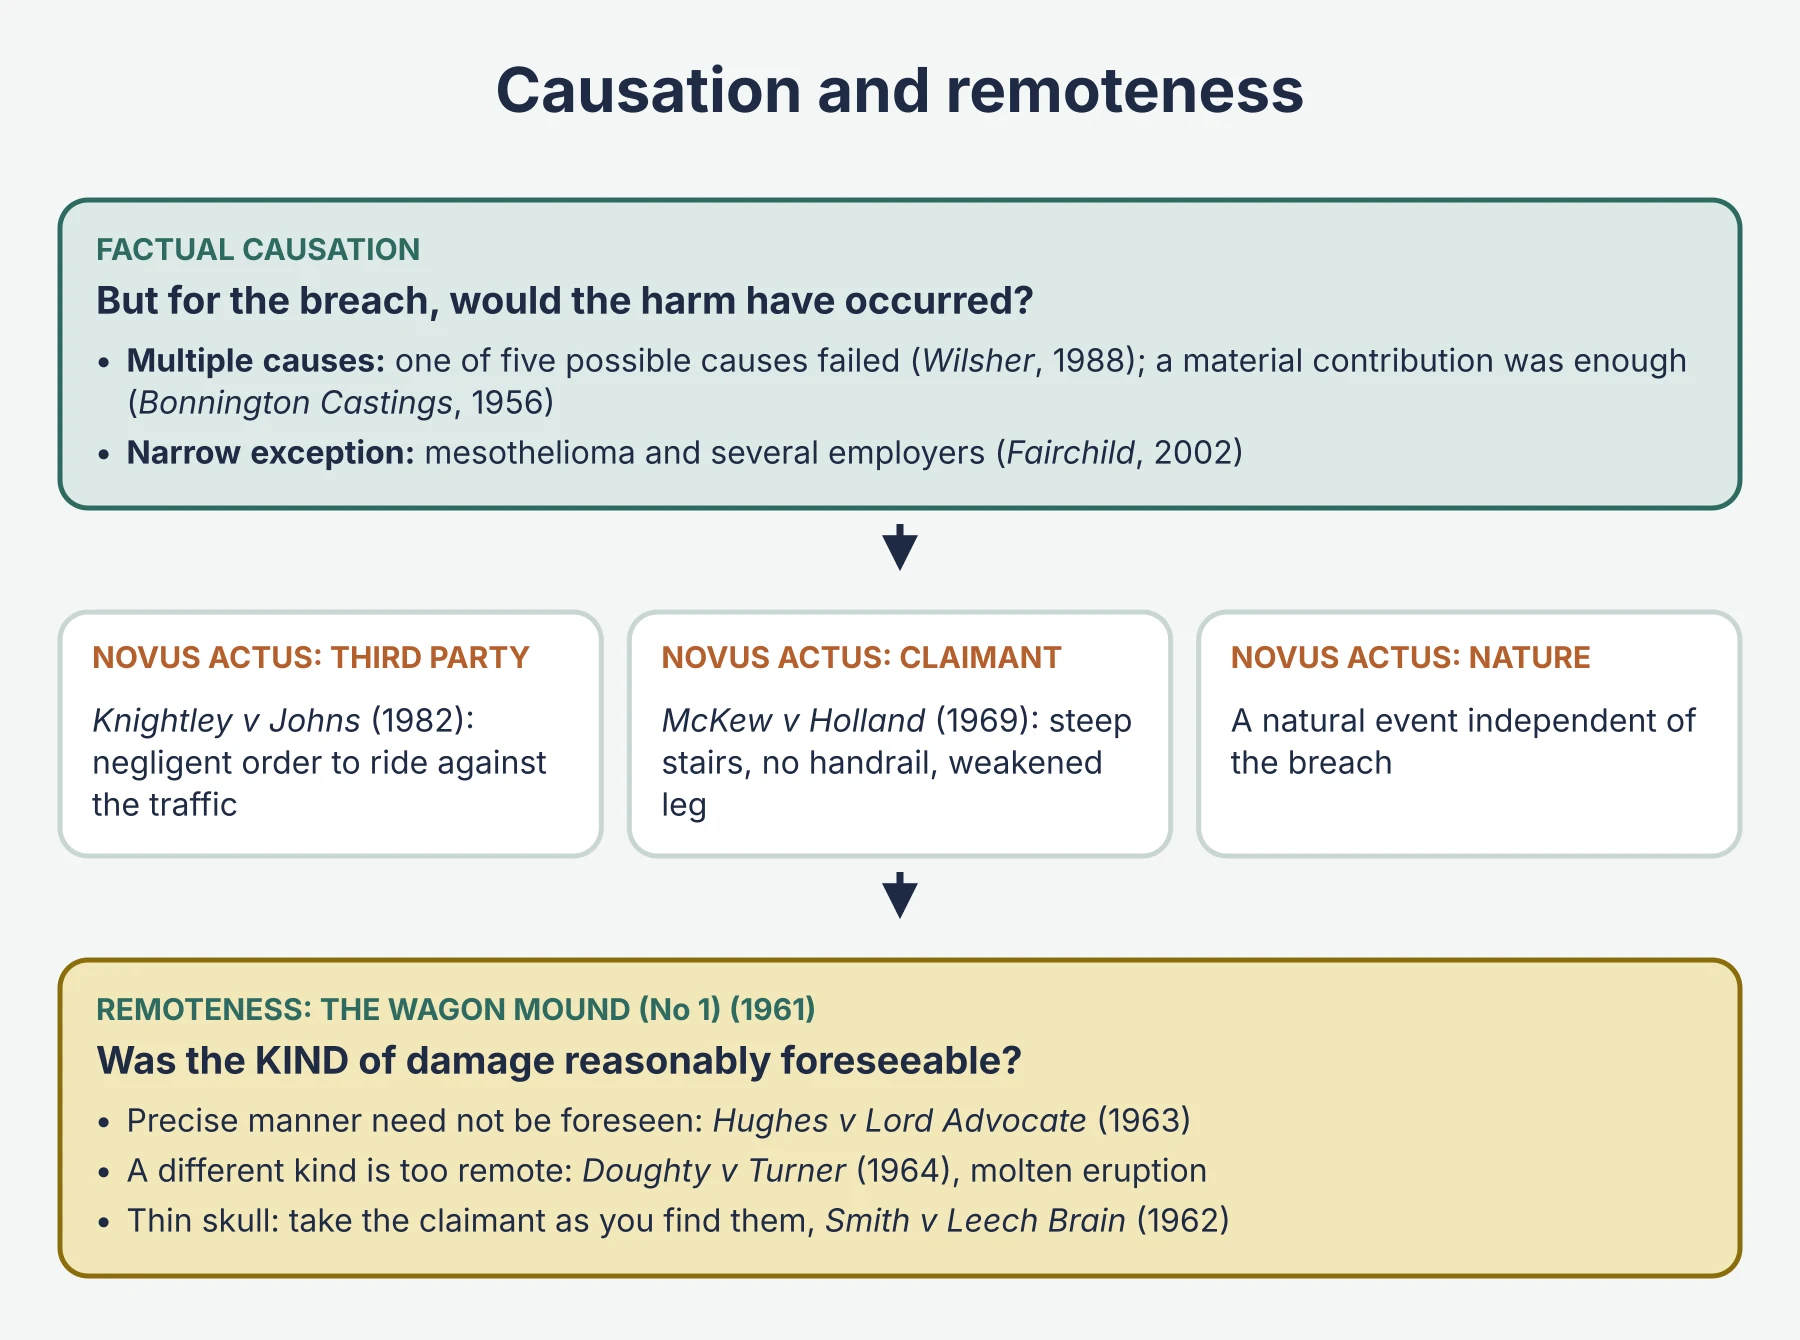 Causation and remoteness
FACTUAL CAUSATION
But for the breach, would the harm have occurred?
• Multiple causes: one of five possible causes failed (Wilsher, 1988); a material contribution was enough
(Bonnington Castings, 1956)
• Narrow exception: mesothelioma and several employers (Fairchild, 2002)
NOVUS ACTUS: THIRD PARTY
Knightley v Johns (1982):
negligent order to ride against
the traffic
NOVUS ACTUS: CLAIMANT
McKew v Holland (1969): steep
stairs, no handrail, weakened
leg
NOVUS ACTUS: NATURE
A natural event independent of
the breach
REMOTENESS: THE WAGON MOUND (No 1) (1961)
Was the KIND of damage reasonably foreseeable?
• Precise manner need not be foreseen: Hughes v Lord Advocate (1963)
• A different kind is too remote: Doughty v Turner (1964), molten eruption
• Thin skull: take the claimant as you find them, Smith v Leech Brain (1962)